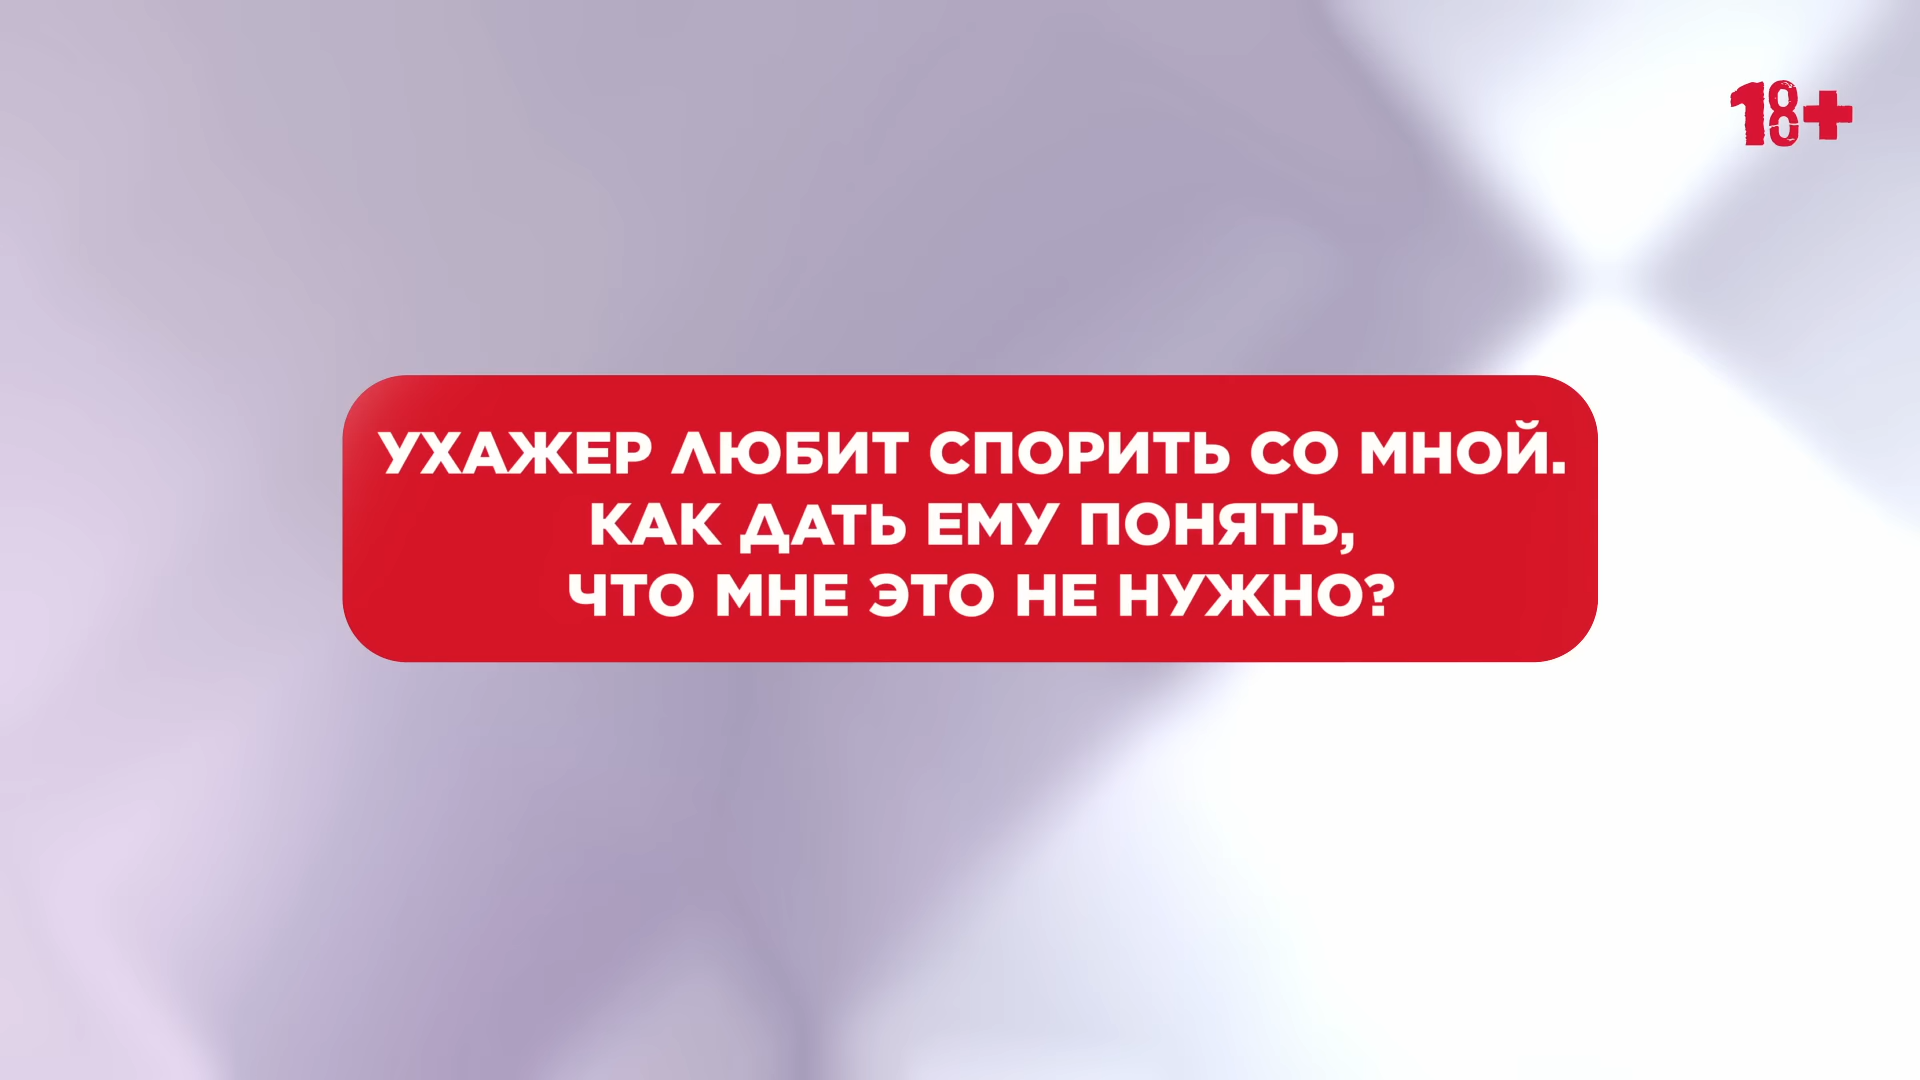 18+
УХАЖЕР ЛЮБИТ СПОРИТЬ СО МНОЙ.
КАК ДАТЬ ЕМУ ПОНЯТЬ,
ЧТО МНЕ ЭТО НЕ НУЖНО?